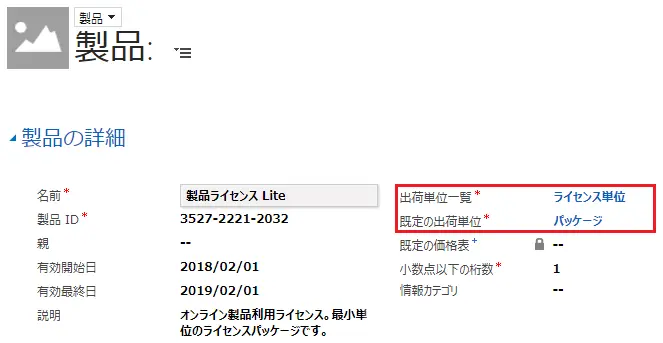 製品
製品:
製品の詳細
名前* 製品ライセンス Lite
製品 ID* 3527-2221-2032
親 --
有効開始日 2018/02/01
有効最終日 2019/02/01
説明 オンライン製品利用ライセンス。最小単
位のライセンスパッケージです。
出荷単位一覧* ライセンス単位
既定の出荷単位* パッケージ
既定の価格表+ --
小数点以下の桁数* 1
情報カテゴリ --